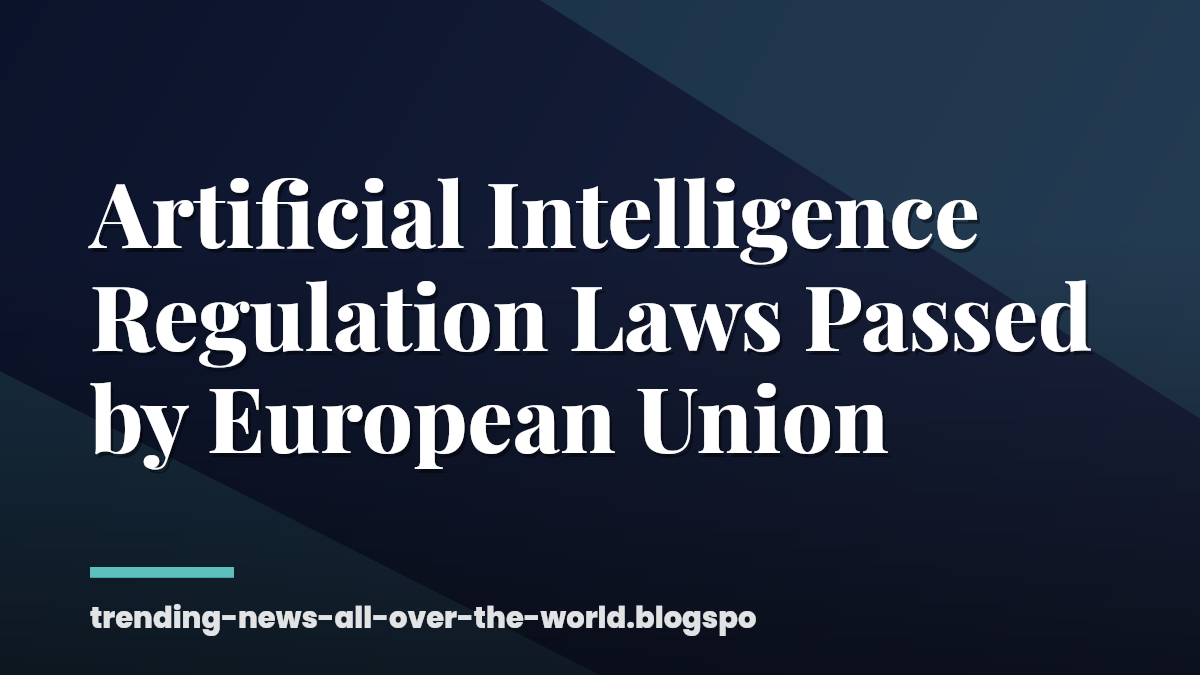 Artificial Intelligence
Regulation Laws Passed
by European Union
trending-news-all-over-the-world.blogspo